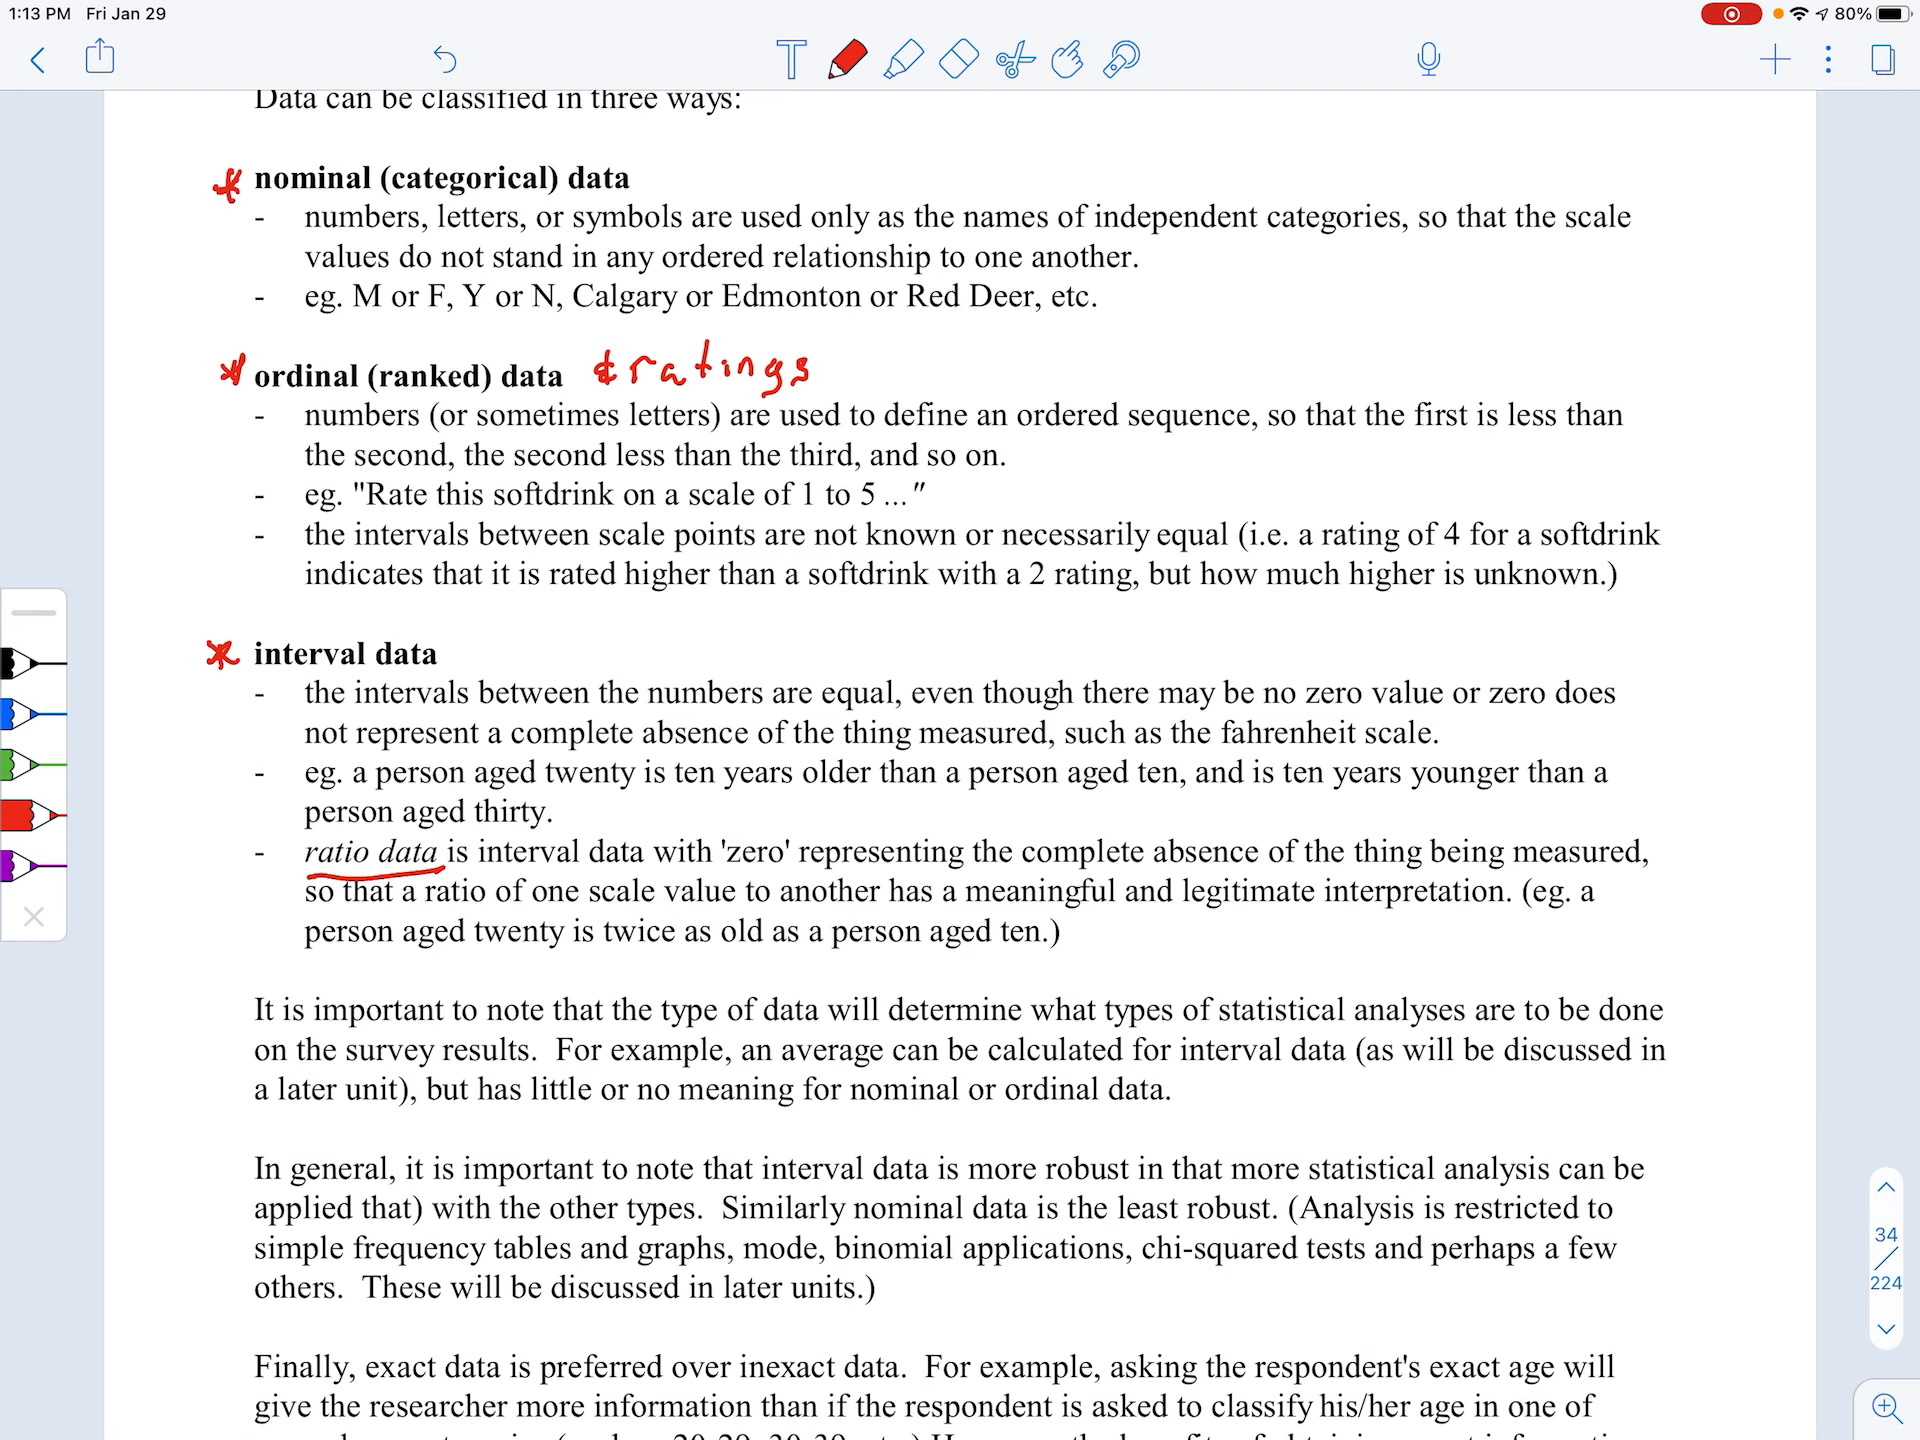 1:13 PM Fri Jan 29
80%
Data can be classified in three ways:
* nominal (categorical) data
- numbers, letters, or symbols are used only as the names of independent categories, so that the scale
values do not stand in any ordered relationship to one another.
- eg. M or F, Y or N, Calgary or Edmonton or Red Deer, etc.
* ordinal (ranked) data & ratings
- numbers (or sometimes letters) are used to define an ordered sequence, so that the first is less than
the second, the second less than the third, and so on.
- eg. "Rate this softdrink on a scale of 1 to 5 ..."
- the intervals between scale points are not known or necessarily equal (i.e. a rating of 4 for a softdrink
indicates that it is rated higher than a softdrink with a 2 rating, but how much higher is unknown.)
* interval data
- the intervals between the numbers are equal, even though there may be no zero value or zero does
not represent a complete absence of the thing measured, such as the fahrenheit scale.
- eg. a person aged twenty is ten years older than a person aged ten, and is ten years younger than a
person aged thirty.
- ratio data is interval data with 'zero' representing the complete absence of the thing being measured,
so that a ratio of one scale value to another has a meaningful and legitimate interpretation. (eg. a
person aged twenty is twice as old as a person aged ten.)
It is important to note that the type of data will determine what types of statistical analyses are to be done
on the survey results. For example, an average can be calculated for interval data (as will be discussed in
a later unit), but has little or no meaning for nominal or ordinal data.
In general, it is important to note that interval data is more robust in that more statistical analysis can be
applied that) with the other types. Similarly nominal data is the least robust. (Analysis is restricted to
simple frequency tables and graphs, mode, binomial applications, chi-squared tests and perhaps a few
others. These will be discussed in later units.)
34
/
224
Finally, exact data is preferred over inexact data. For example, asking the respondent's exact age will
give the researcher more information than if the respondent is asked to classify his/her age in one of